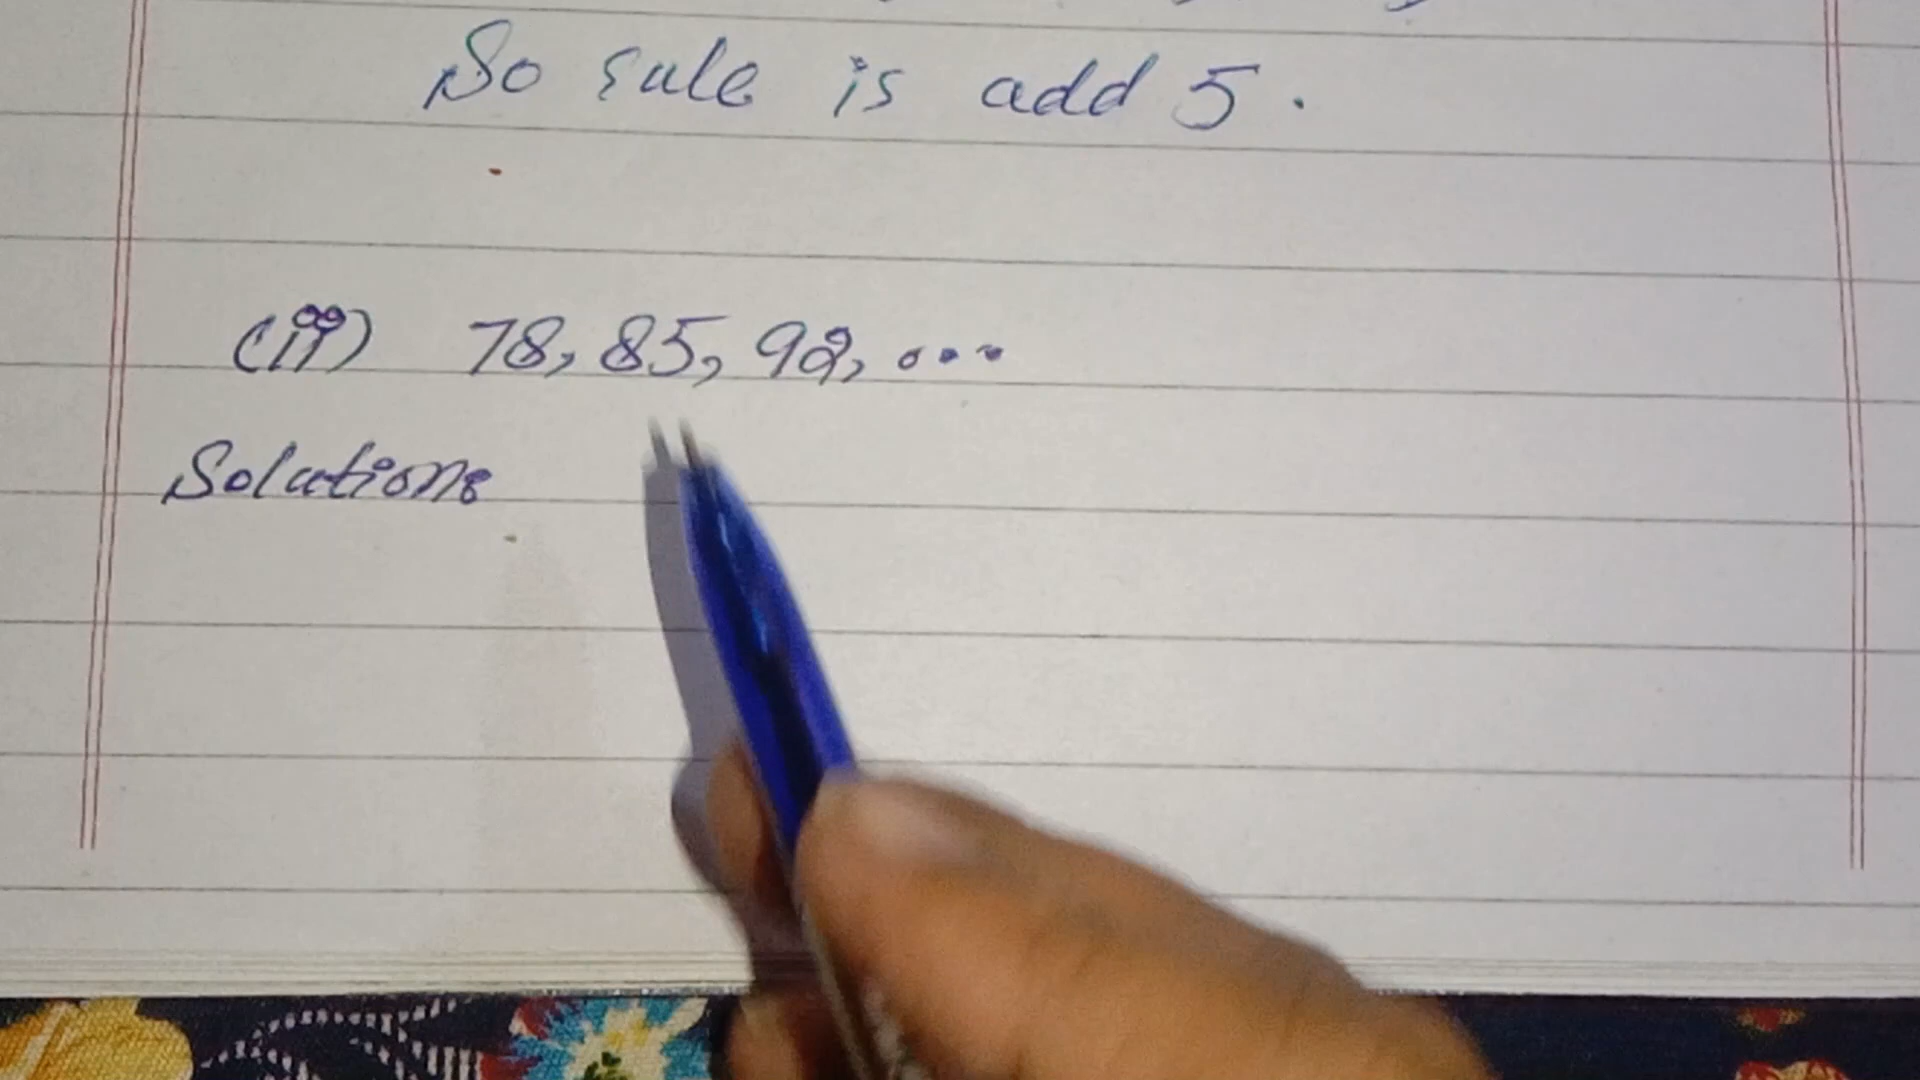 So rule is add 5.
(ii) 78, 85, 92, ...
Solution: